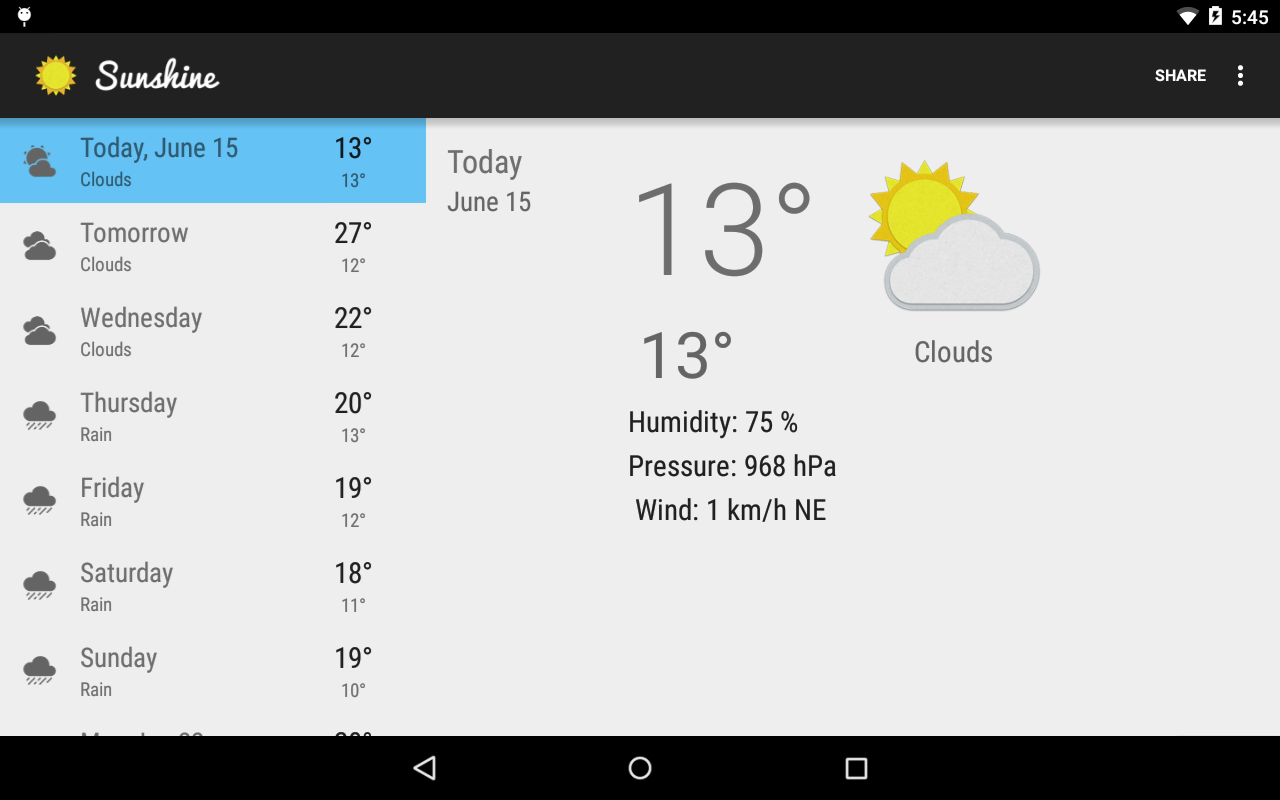 5:45
Sunshine
SHARE
Today, June 15 13°
Clouds 13°
Tomorrow 27°
Clouds 12°
Wednesday 22°
Clouds 12°
Thursday 20°
Rain 13°
Friday 19°
Rain 12°
Saturday 18°
Rain 11°
Sunday 19°
Rain 10°
Today
June 15
13°
13°
Clouds
Humidity: 75 %
Pressure: 968 hPa
Wind: 1 km/h NE